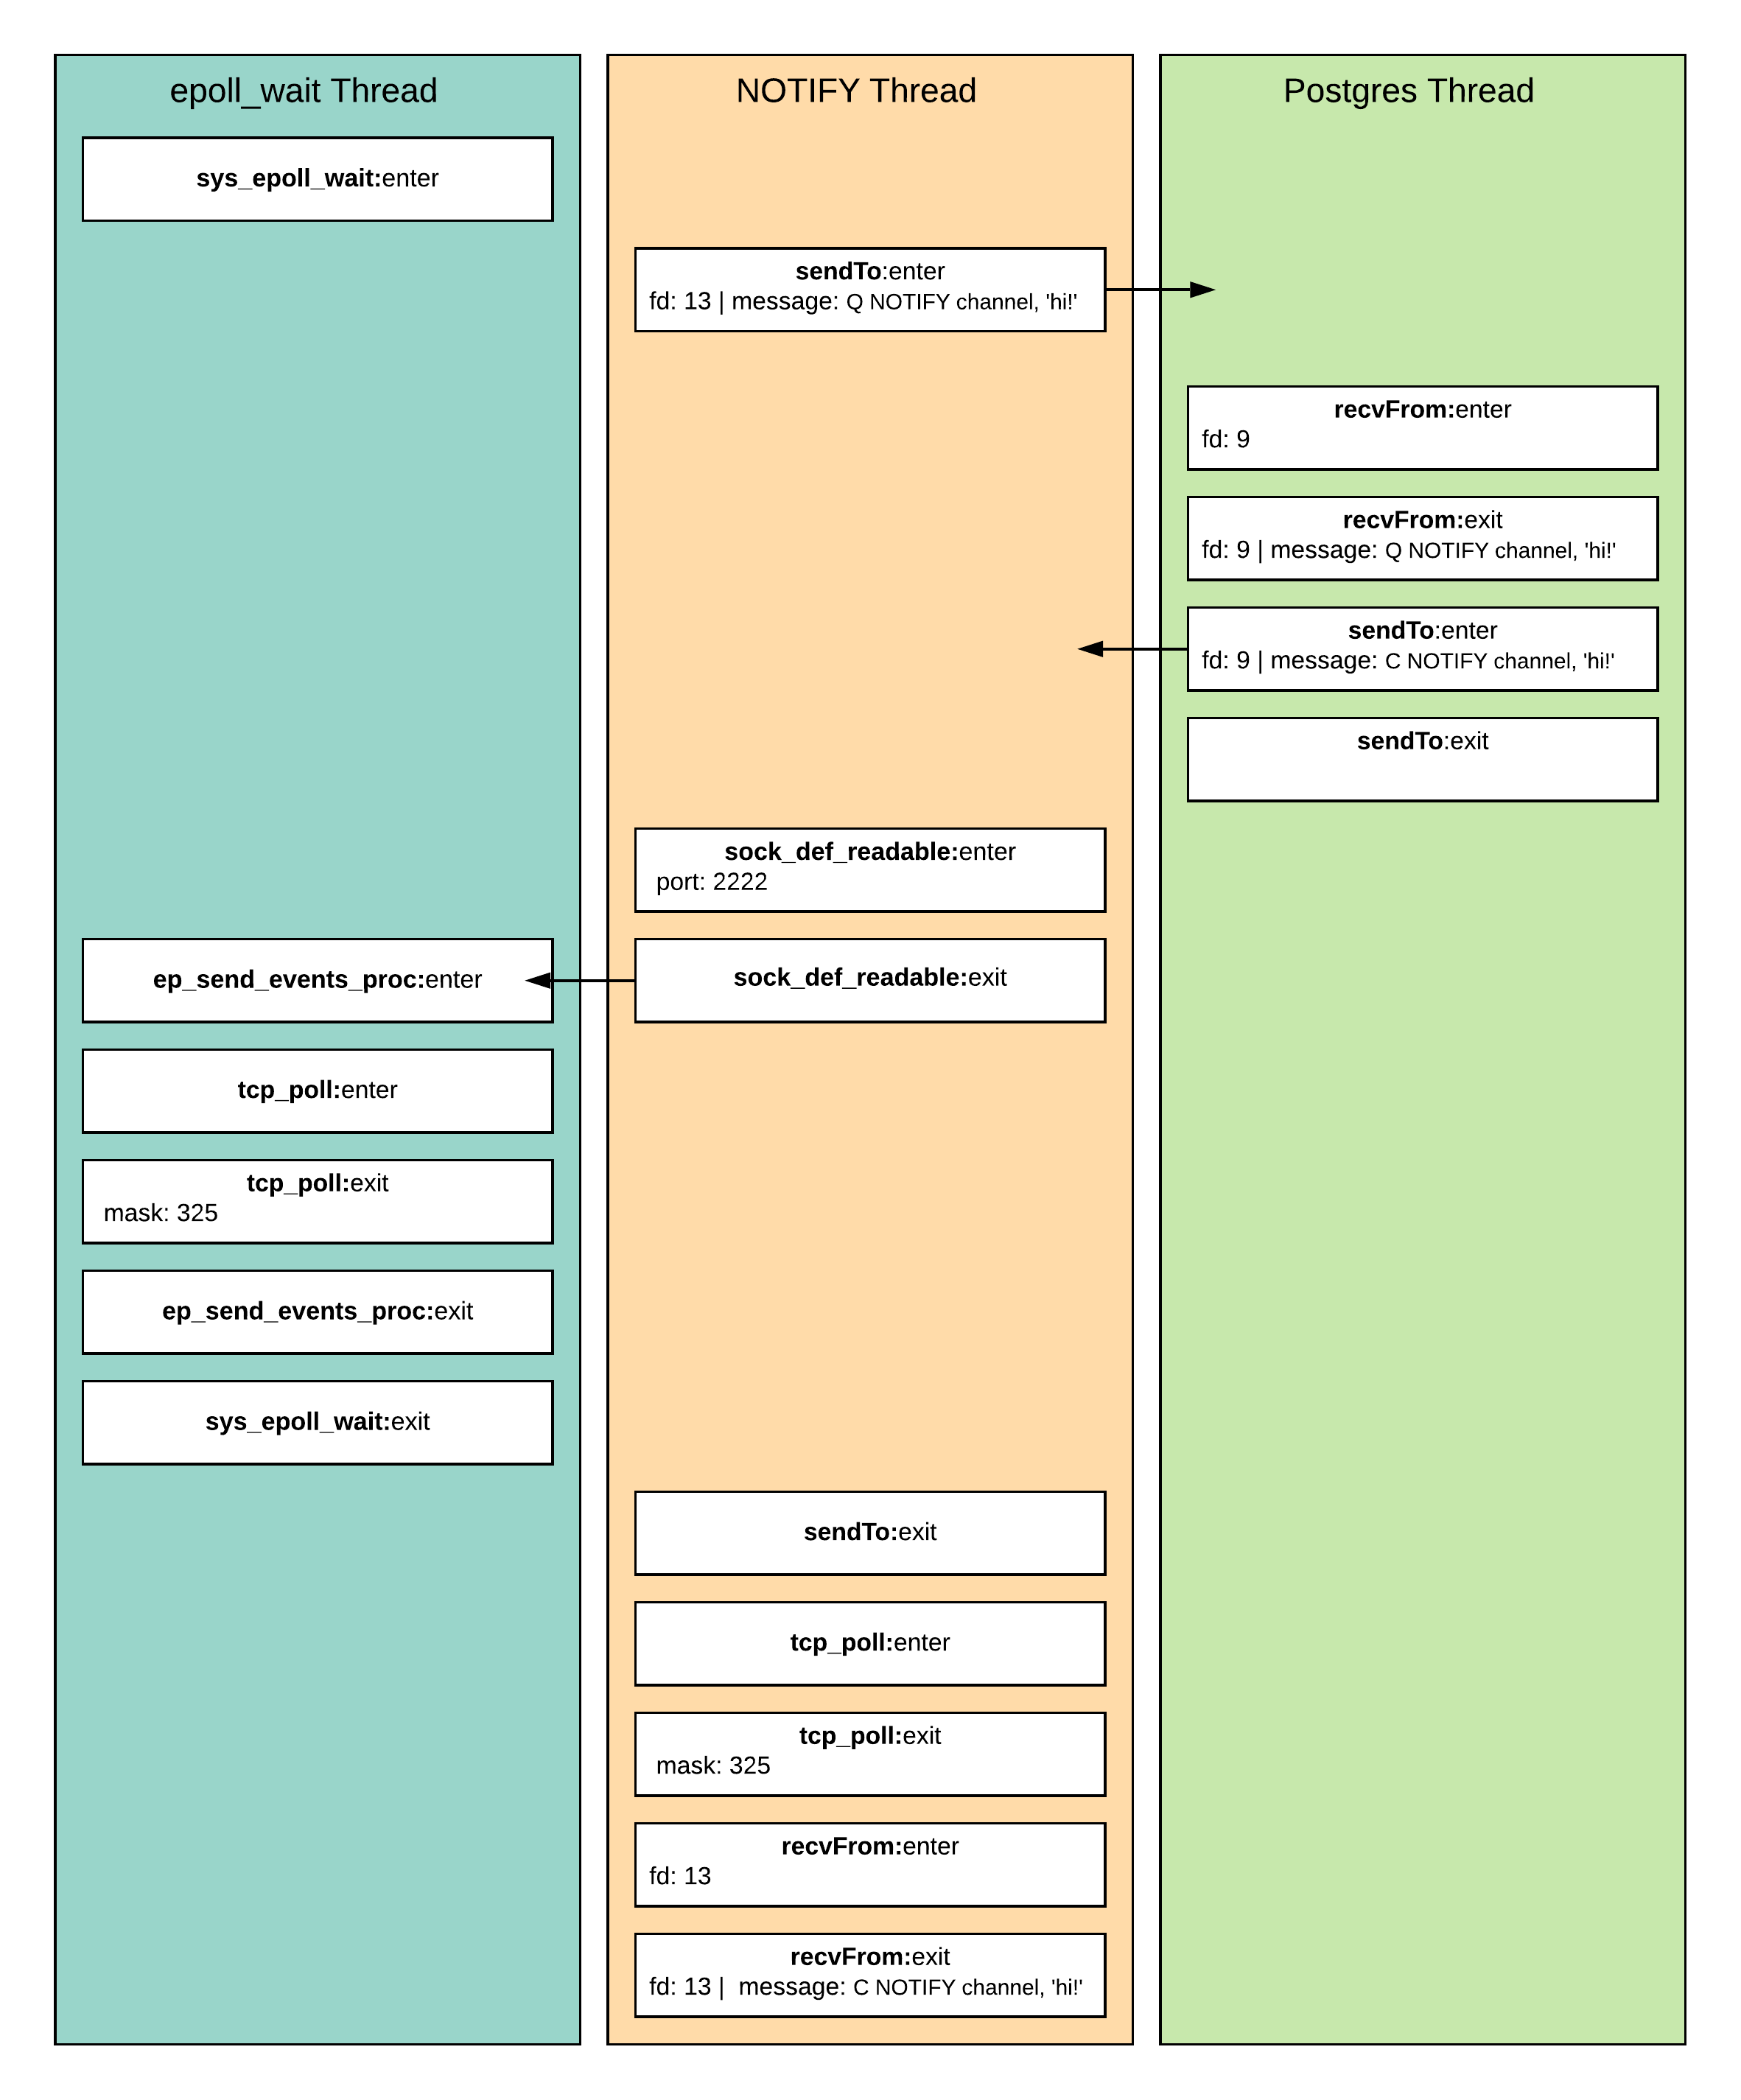 epoll_wait Thread
NOTIFY Thread
Postgres Thread
sys_epoll_wait:enter
sendTo:enter
fd: 13 | message: Q NOTIFY channel, 'hi!'
recvFrom:enter
fd: 9
recvFrom:exit
fd: 9 | message: Q NOTIFY channel, 'hi!'
sendTo:enter
fd: 9 | message: C NOTIFY channel, 'hi!'
sendTo:exit
sock_def_readable:enter
port: 2222
ep_send_events_proc:enter
sock_def_readable:exit
tcp_poll:enter
tcp_poll:exit
mask: 325
ep_send_events_proc:exit
sys_epoll_wait:exit
sendTo:exit
tcp_poll:enter
tcp_poll:exit
mask: 325
recvFrom:enter
fd: 13
recvFrom:exit
fd: 13 | message: C NOTIFY channel, 'hi!'